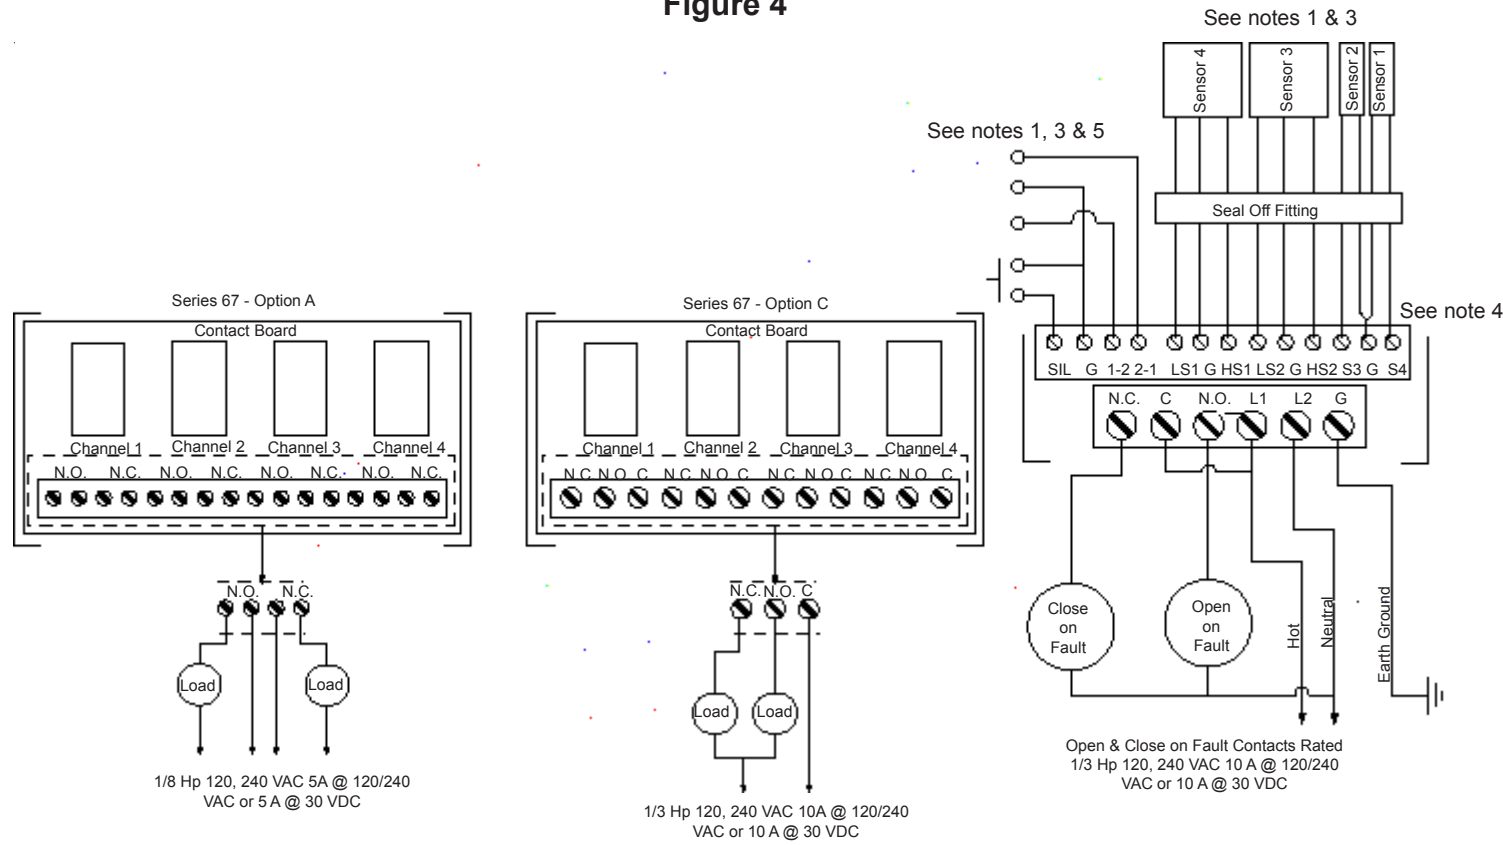 Figure 4
See notes 1 & 3
Sensor 4
Sensor 3
Sensor 2
Sensor 1
See notes 1, 3 & 5
Seal Off Fitting
See note 4
SIL G 1-2 2-1 LS1 G HS1 LS2 G HS2 S3 G S4
N.C. C N.O. L1 L2 G
Close
on
Fault
Open
on
Fault
Hot
Neutral
Earth Ground
Open & Close on Fault Contacts Rated
1/3 Hp 120, 240 VAC 10 A @ 120/240
VAC or 10 A @ 30 VDC
Series 67 - Option A
Contact Board
Channel 1 Channel 2 Channel 3 Channel 4
N.O. N.C. N.O. N.C. N.O. N.C. N.O. N.C.
N.O. N.C.
Load Load
1/8 Hp 120, 240 VAC 5A @ 120/240
VAC or 5 A @ 30 VDC
Series 67 - Option C
Contact Board
Channel 1 Channel 2 Channel 3 Channel 4
N.C. N.O. C N.C. N.O. C N.C. N.O. C N.C. N.O. C
N.C. N.O. C
Load Load
1/3 Hp 120, 240 VAC 10A @ 120/240
VAC or 10 A @ 30 VDC